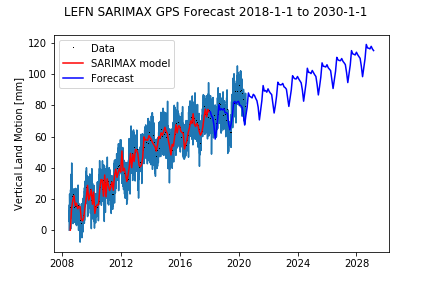 LEFN SARIMAX GPS Forecast 2018-1-1 to 2030-1-1
Data
SARIMAX model
Forecast
Vertical Land Motion [mm]
120
100
80
60
40
20
0
2008
2012
2016
2020
2024
2028